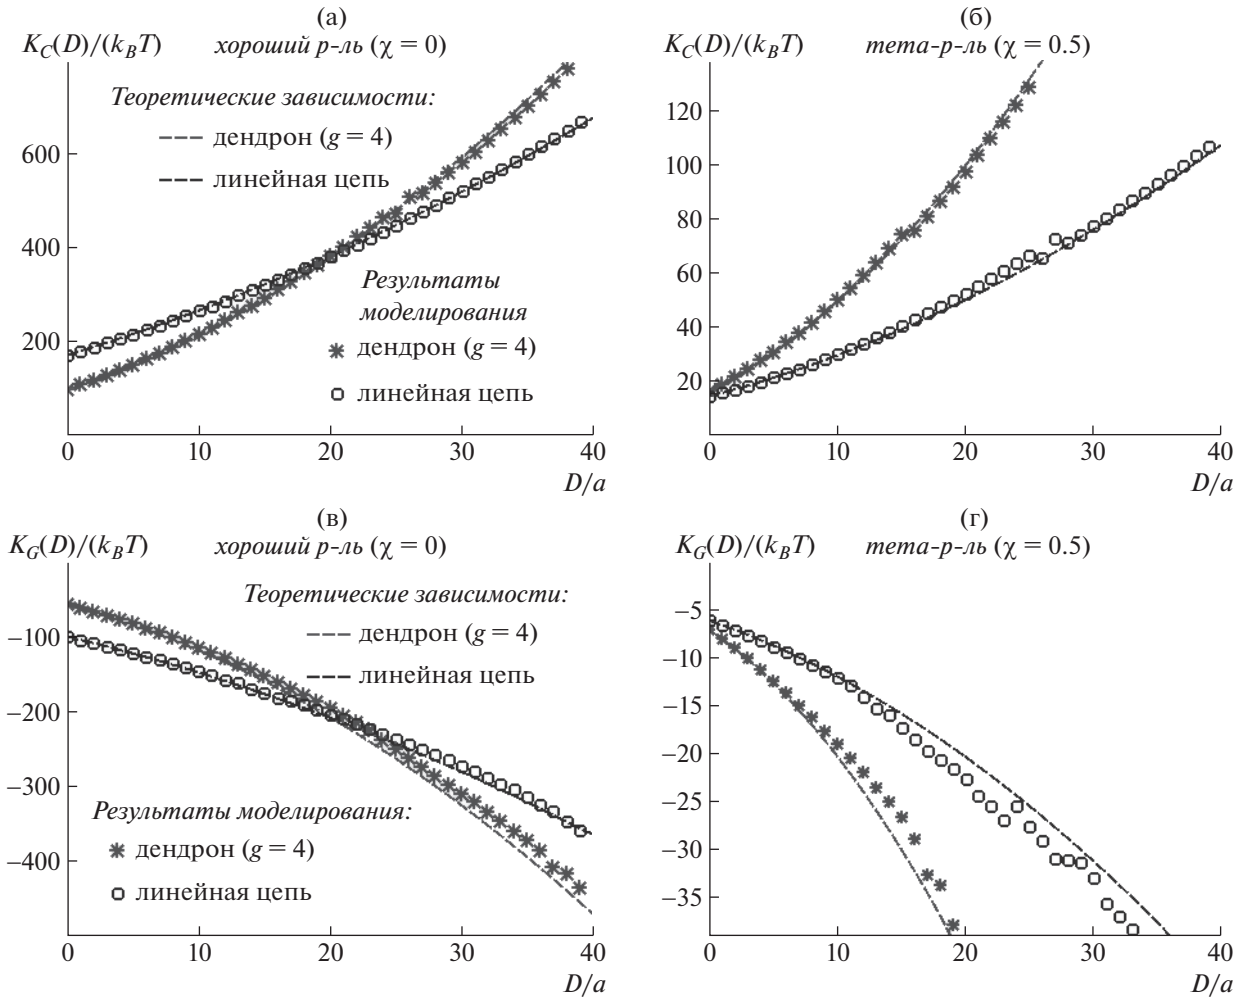 (а)
K_C(D)/(k_BT) хороший р-ль (χ = 0)
Теоретические зависимости:
дендрон (g = 4)
линейная цепь
600
400
200
Результаты
моделирования
дендрон (g = 4)
линейная цепь
0 10 20 30 40
D/a
(б)
K_C(D)/(k_BT) тета-р-ль (χ = 0.5)
120
100
80
60
40
20
0 10 20 30 40
D/a
(в)
K_G(D)/(k_BT) хороший р-ль (χ = 0)
Теоретические зависимости:
дендрон (g = 4)
линейная цепь
−100
−200
−300
−400
Результаты моделирования:
дендрон (g = 4)
линейная цепь
0 10 20 30 40
D/a
(г)
K_G(D)/(k_BT) тета-р-ль (χ = 0.5)
−5
−10
−15
−20
−25
−30
−35
0 10 20 30 40
D/a